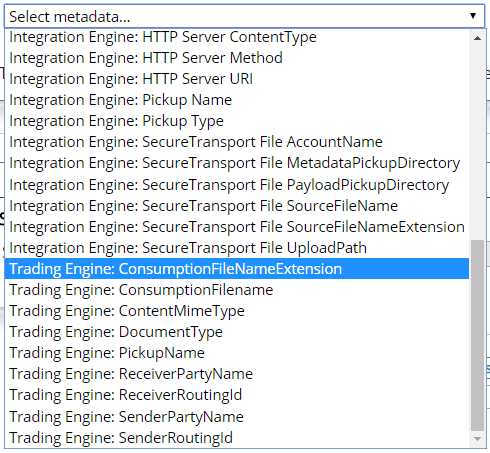 Select metadata...
Integration Engine: HTTP Server ContentType
Integration Engine: HTTP Server Method
Integration Engine: HTTP Server URI
Integration Engine: Pickup Name
Integration Engine: Pickup Type
Integration Engine: SecureTransport File AccountName
Integration Engine: SecureTransport File MetadataPickupDirectory
Integration Engine: SecureTransport File PayloadPickupDirectory
Integration Engine: SecureTransport File SourceFileName
Integration Engine: SecureTransport File SourceFileNameExtension
Integration Engine: SecureTransport File UploadPath
Trading Engine: ConsumptionFileNameExtension
Trading Engine: ConsumptionFilename
Trading Engine: ContentMimeType
Trading Engine: DocumentType
Trading Engine: PickupName
Trading Engine: ReceiverPartyName
Trading Engine: ReceiverRoutingId
Trading Engine: SenderPartyName
Trading Engine: SenderRoutingId